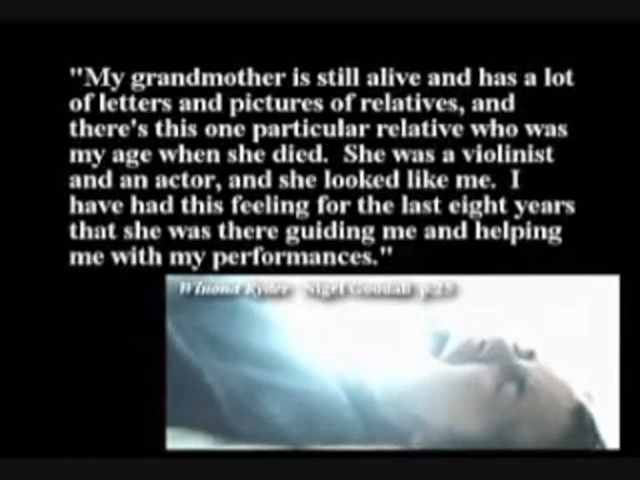 "My grandmother is still alive and has a lot
of letters and pictures of relatives, and
there's this one particular relative who was
my age when she died.  She was a violinist
and an actor, and she looked like me.  I
have had this feeling for the last eight years
that she was there guiding me and helping
me with my performances."
Winona Ryder   Nigel Goodall  p.25